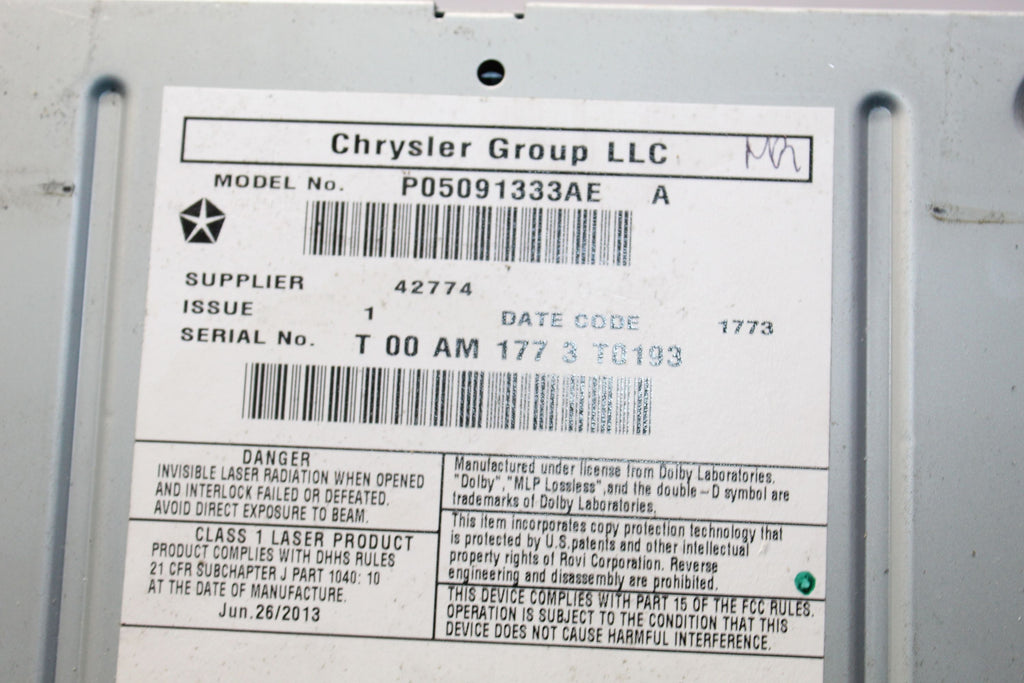 Chrysler Group LLC
MODEL No. P05091333AE A
SUPPLIER 42774
ISSUE 1 DATE CODE 1773
SERIAL No. T 00 AM 177 3 T0193
DANGER
INVISIBLE LASER RADIATION WHEN OPENED
AND INTERLOCK FAILED OR DEFEATED.
AVOID DIRECT EXPOSURE TO BEAM.
CLASS 1 LASER PRODUCT
PRODUCT COMPLIES WITH DHHS RULES
21 CFR SUBCHAPTER J PART 1040: 10
AT THE DATE OF MANUFACTURE.
Jun.26/2013
Manufactured under license from Dolby Laboratories.
"Dolby","MLP Lossless",and the double-D symbol are
trademarks of Dolby Laboratories.
This item incorporates copy protection technology that
is protected by U.S.patents and other intellectual
property rights of Rovi Corporation. Reverse
engineering and disassembly are prohibited.
THIS DEVICE COMPLIES WITH PART 15 OF THE FCC RULES.
OPERATION IS SUBJECT TO THE CONDITION THAT THIS
DEVICE DOES NOT CAUSE HARMFUL INTERFERENCE.